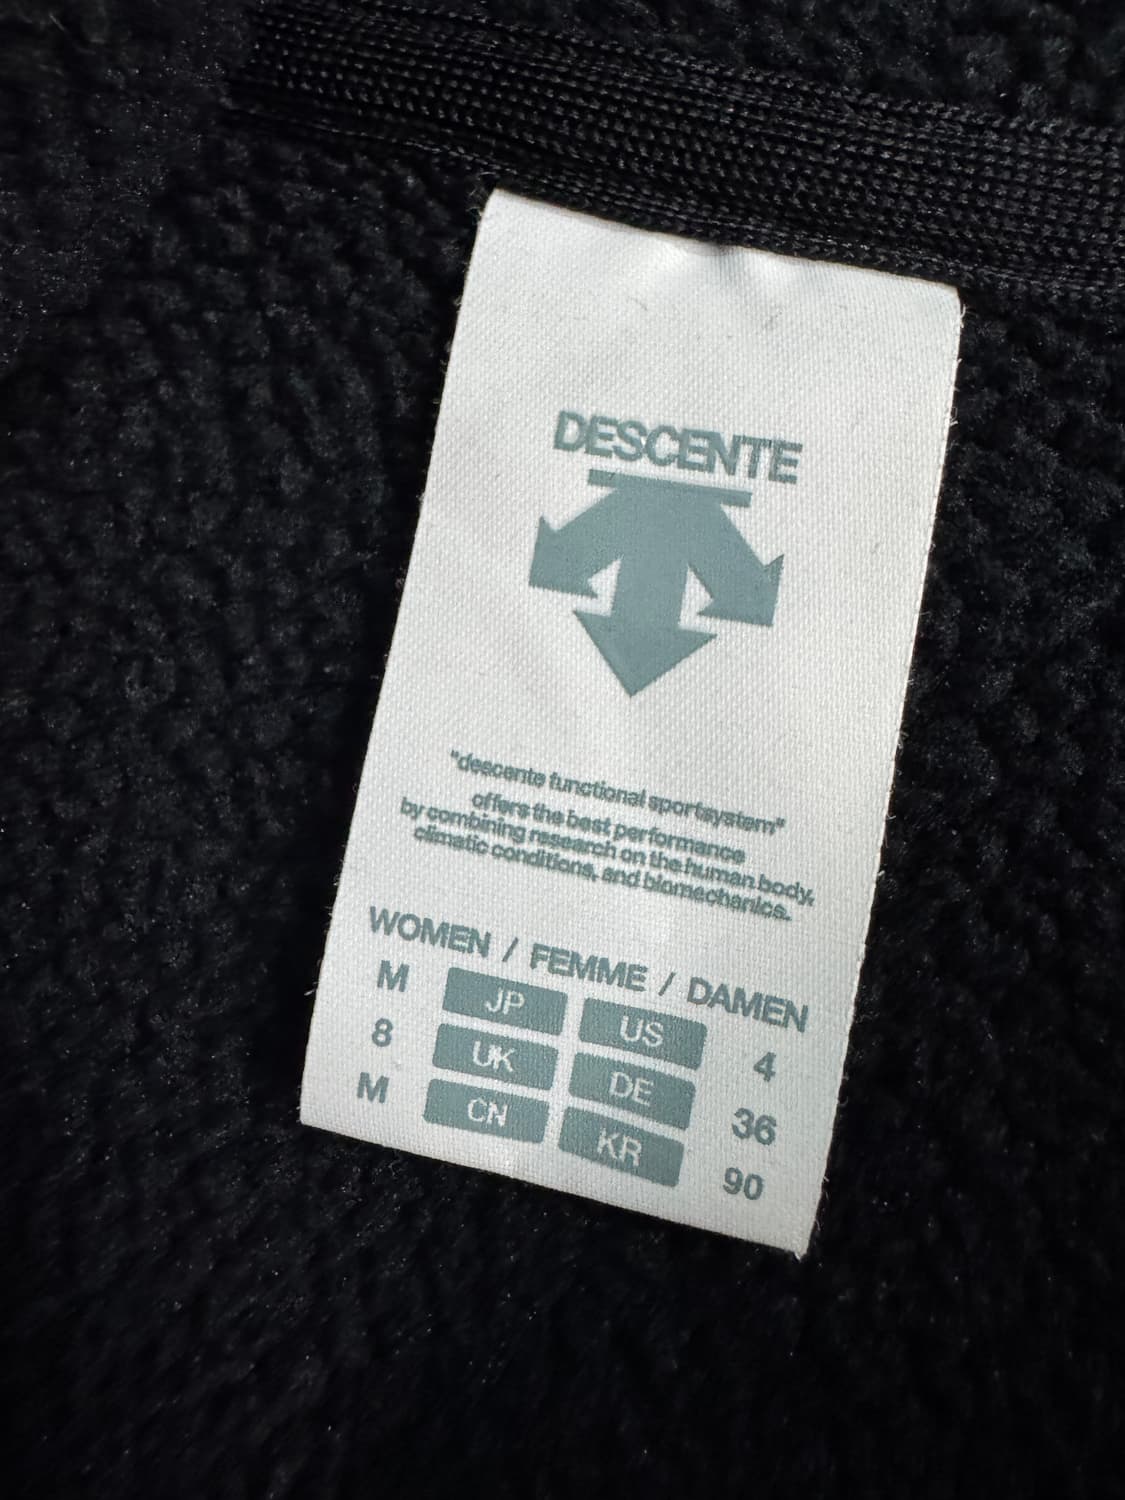 DESCENTE
"descente functional sportsystem"
offers the best performance
by combining research on the human body,
climatic conditions, and biomechanics.
WOMEN / FEMME / DAMEN
M JP US 4
8 UK DE 36
M CN KR 90